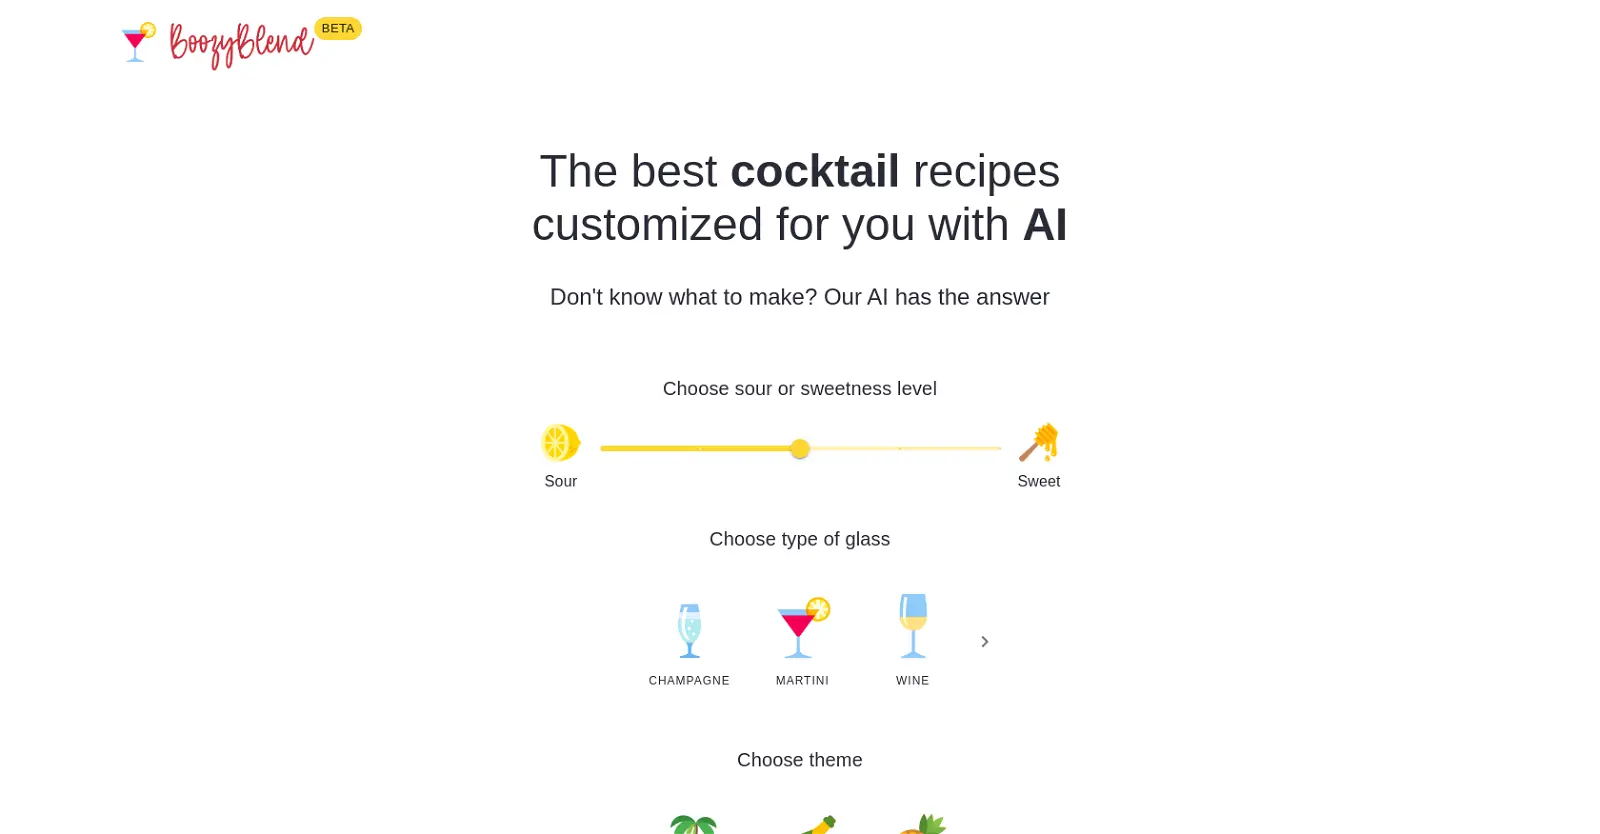 BoozyBlend BETA
The best cocktail recipes
customized for you with AI
Don't know what to make? Our AI has the answer
Choose sour or sweetness level
Sour Sweet
Choose type of glass
CHAMPAGNE MARTINI WINE
Choose theme